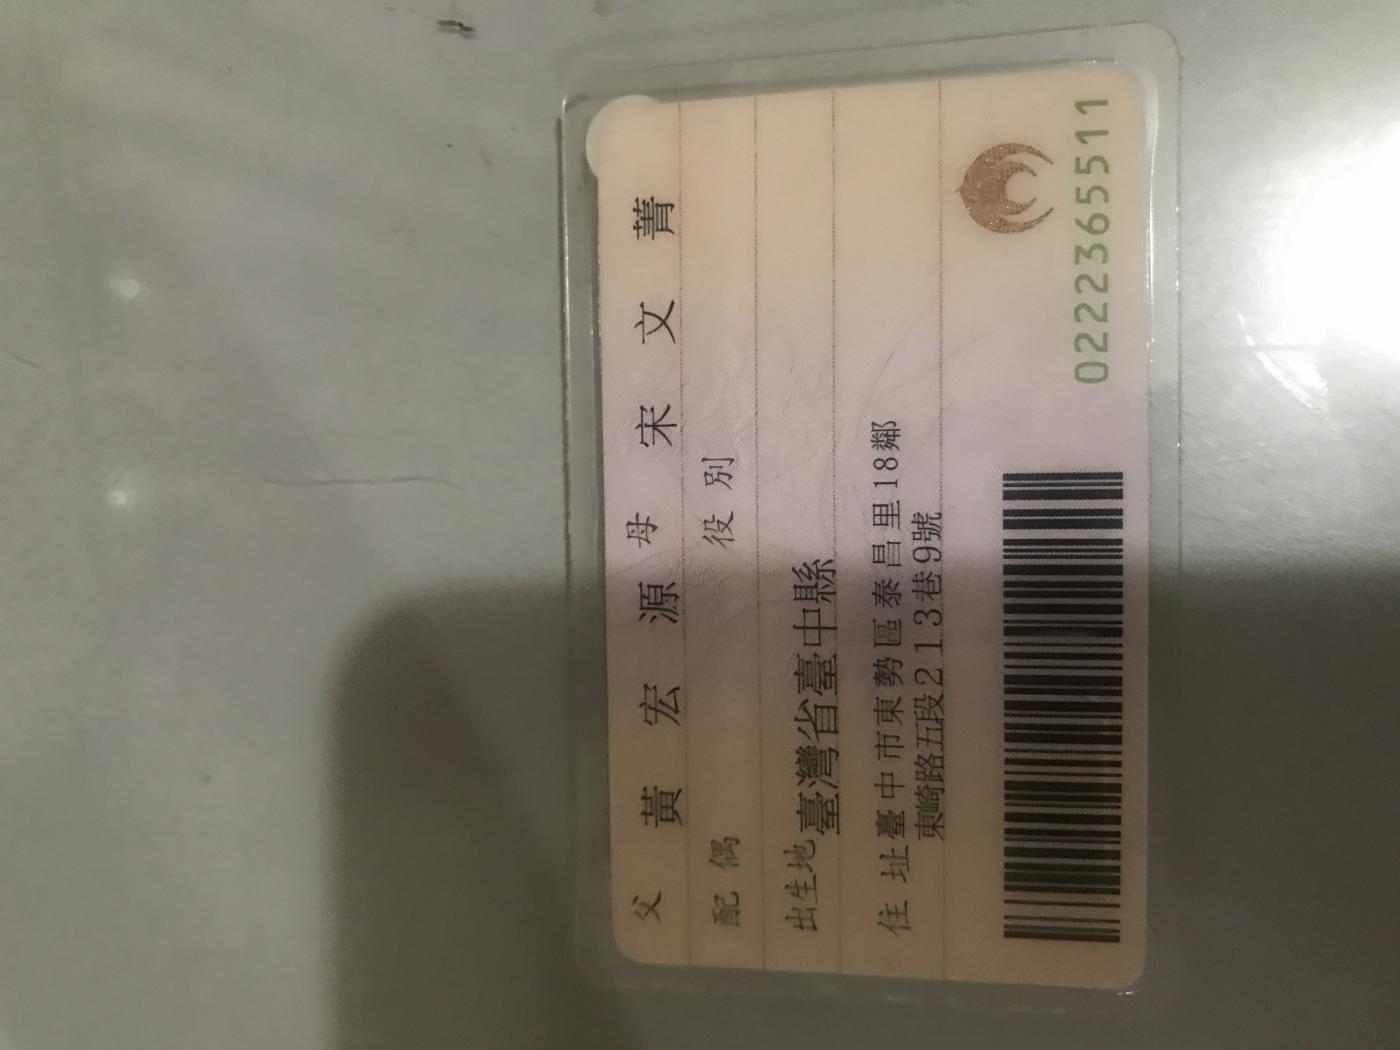 父 黃宏源 母 宋文菁
配偶 役別
出生地 臺灣省臺中縣
住址 臺中市東勢區泰昌里18鄰
東崎路五段213巷9號
0222365511